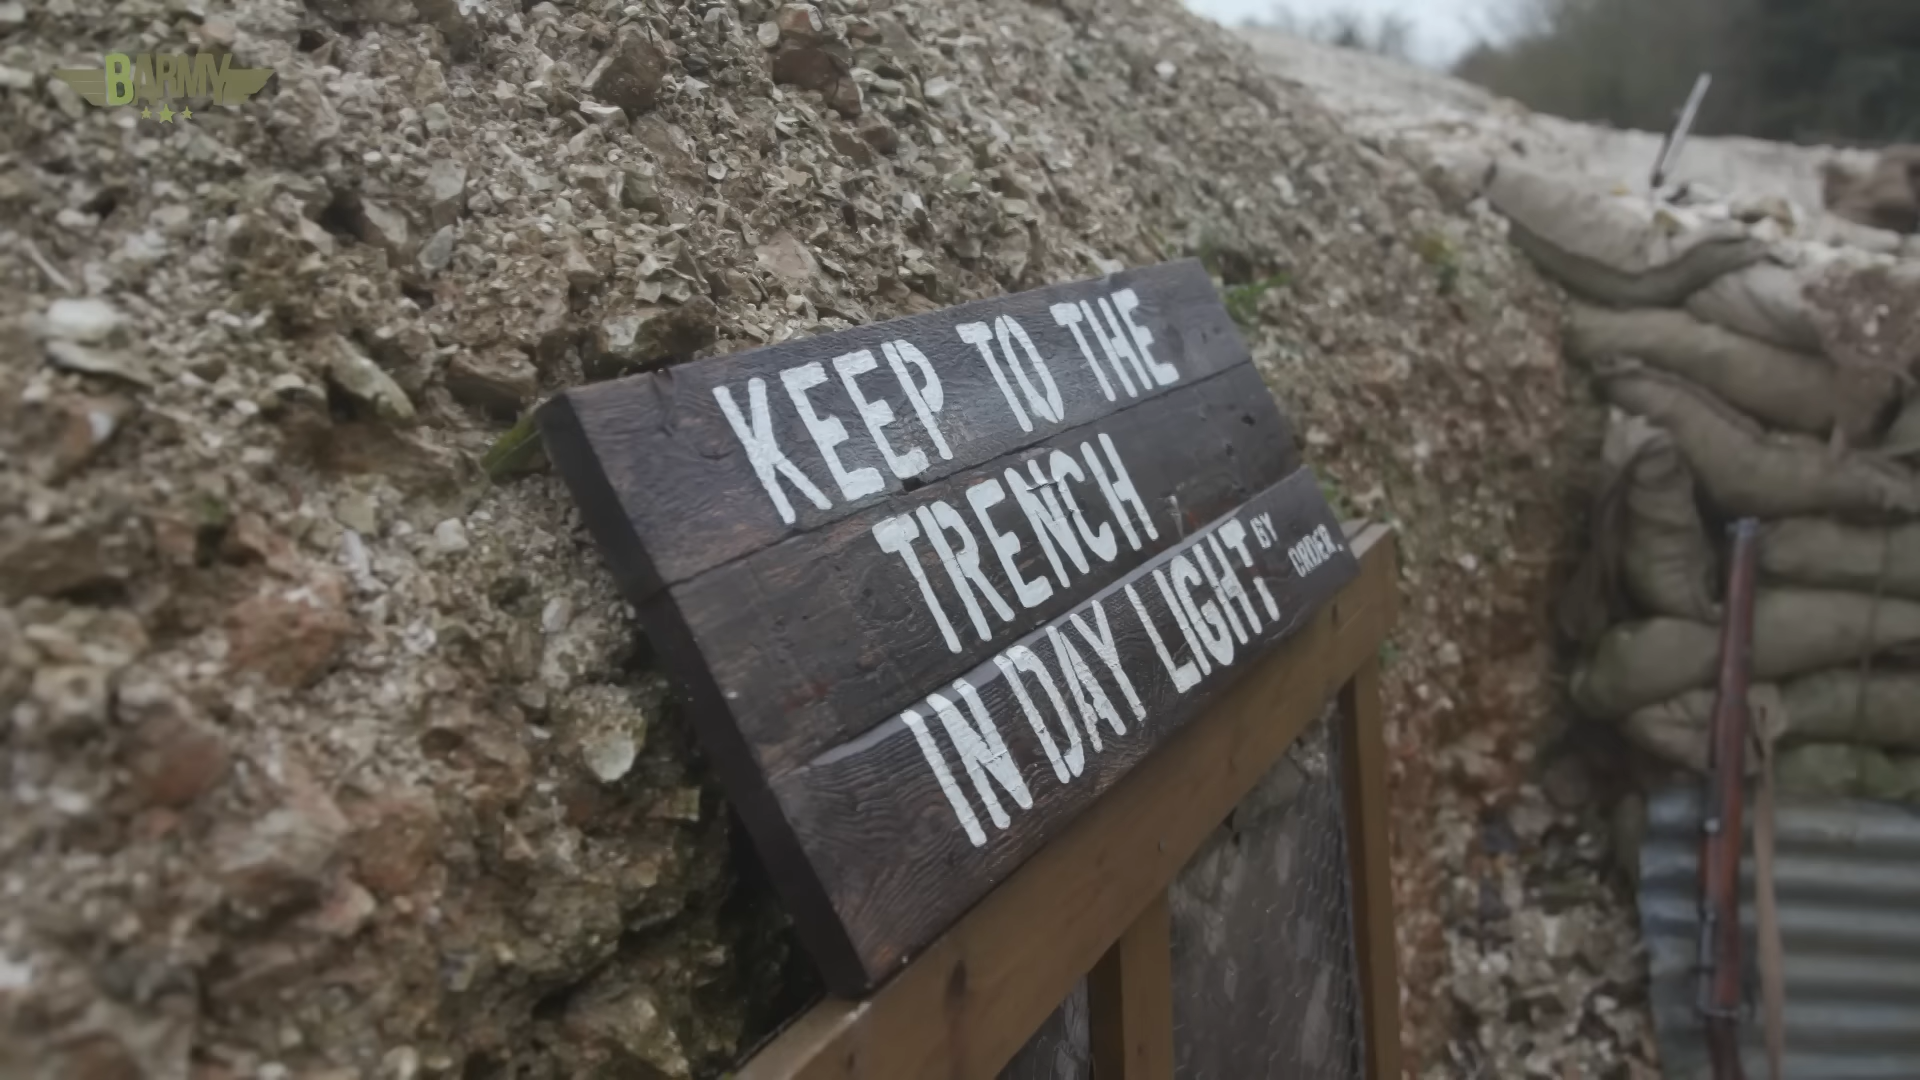 BARMY
KEEP TO THE
TRENCH
IN DAY LIGHT BY
ORDER.